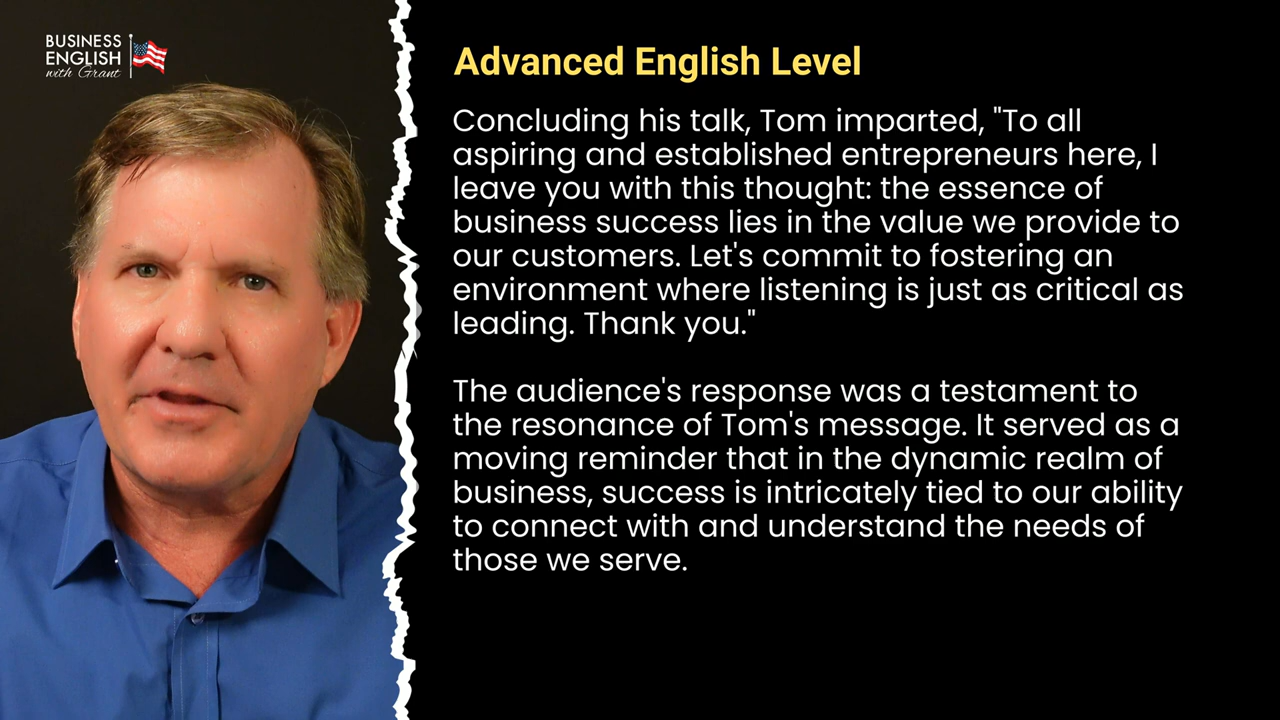 BUSINESS
ENGLISH
with Grant
Advanced English Level
Concluding his talk, Tom imparted, "To all
aspiring and established entrepreneurs here, I
leave you with this thought: the essence of
business success lies in the value we provide to
our customers. Let's commit to fostering an
environment where listening is just as critical as
leading. Thank you."
The audience's response was a testament to
the resonance of Tom's message. It served as a
moving reminder that in the dynamic realm of
business, success is intricately tied to our ability
to connect with and understand the needs of
those we serve.